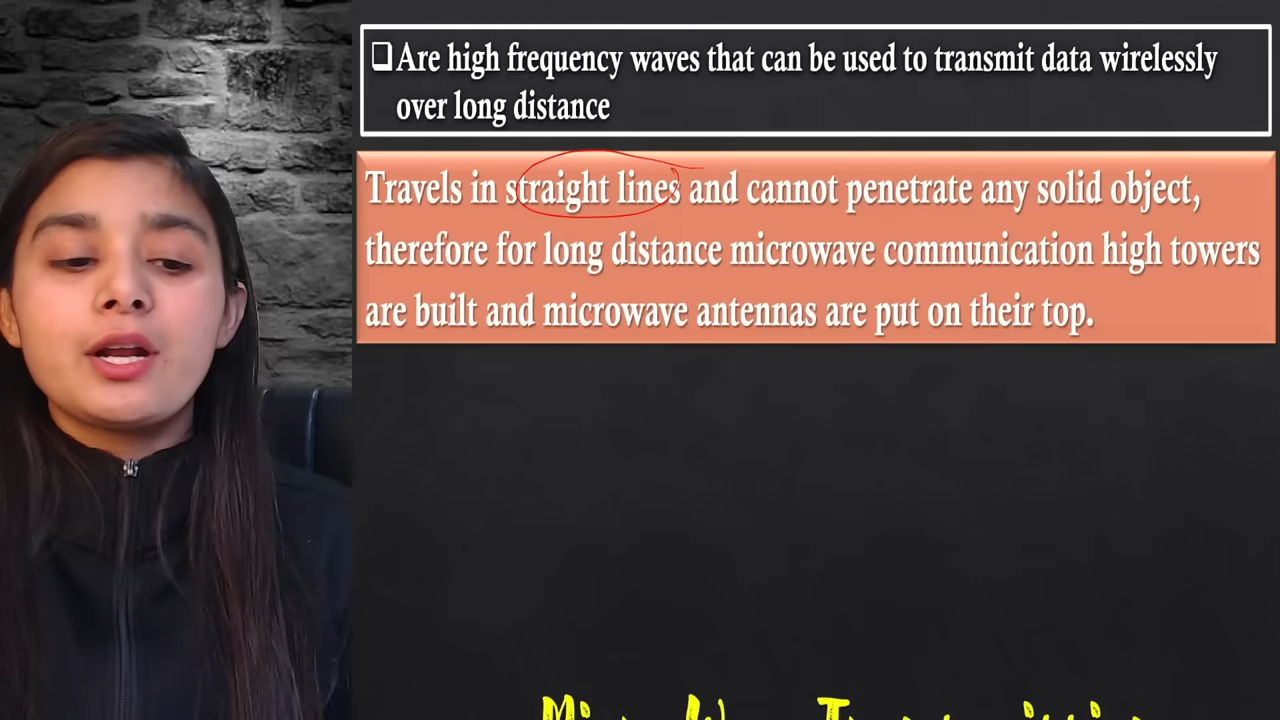 ❑Are high frequency waves that can be used to transmit data wirelessly
over long distance
Travels in straight lines and cannot penetrate any solid object,
therefore for long distance microwave communication high towers
are built and microwave antennas are put on their top.